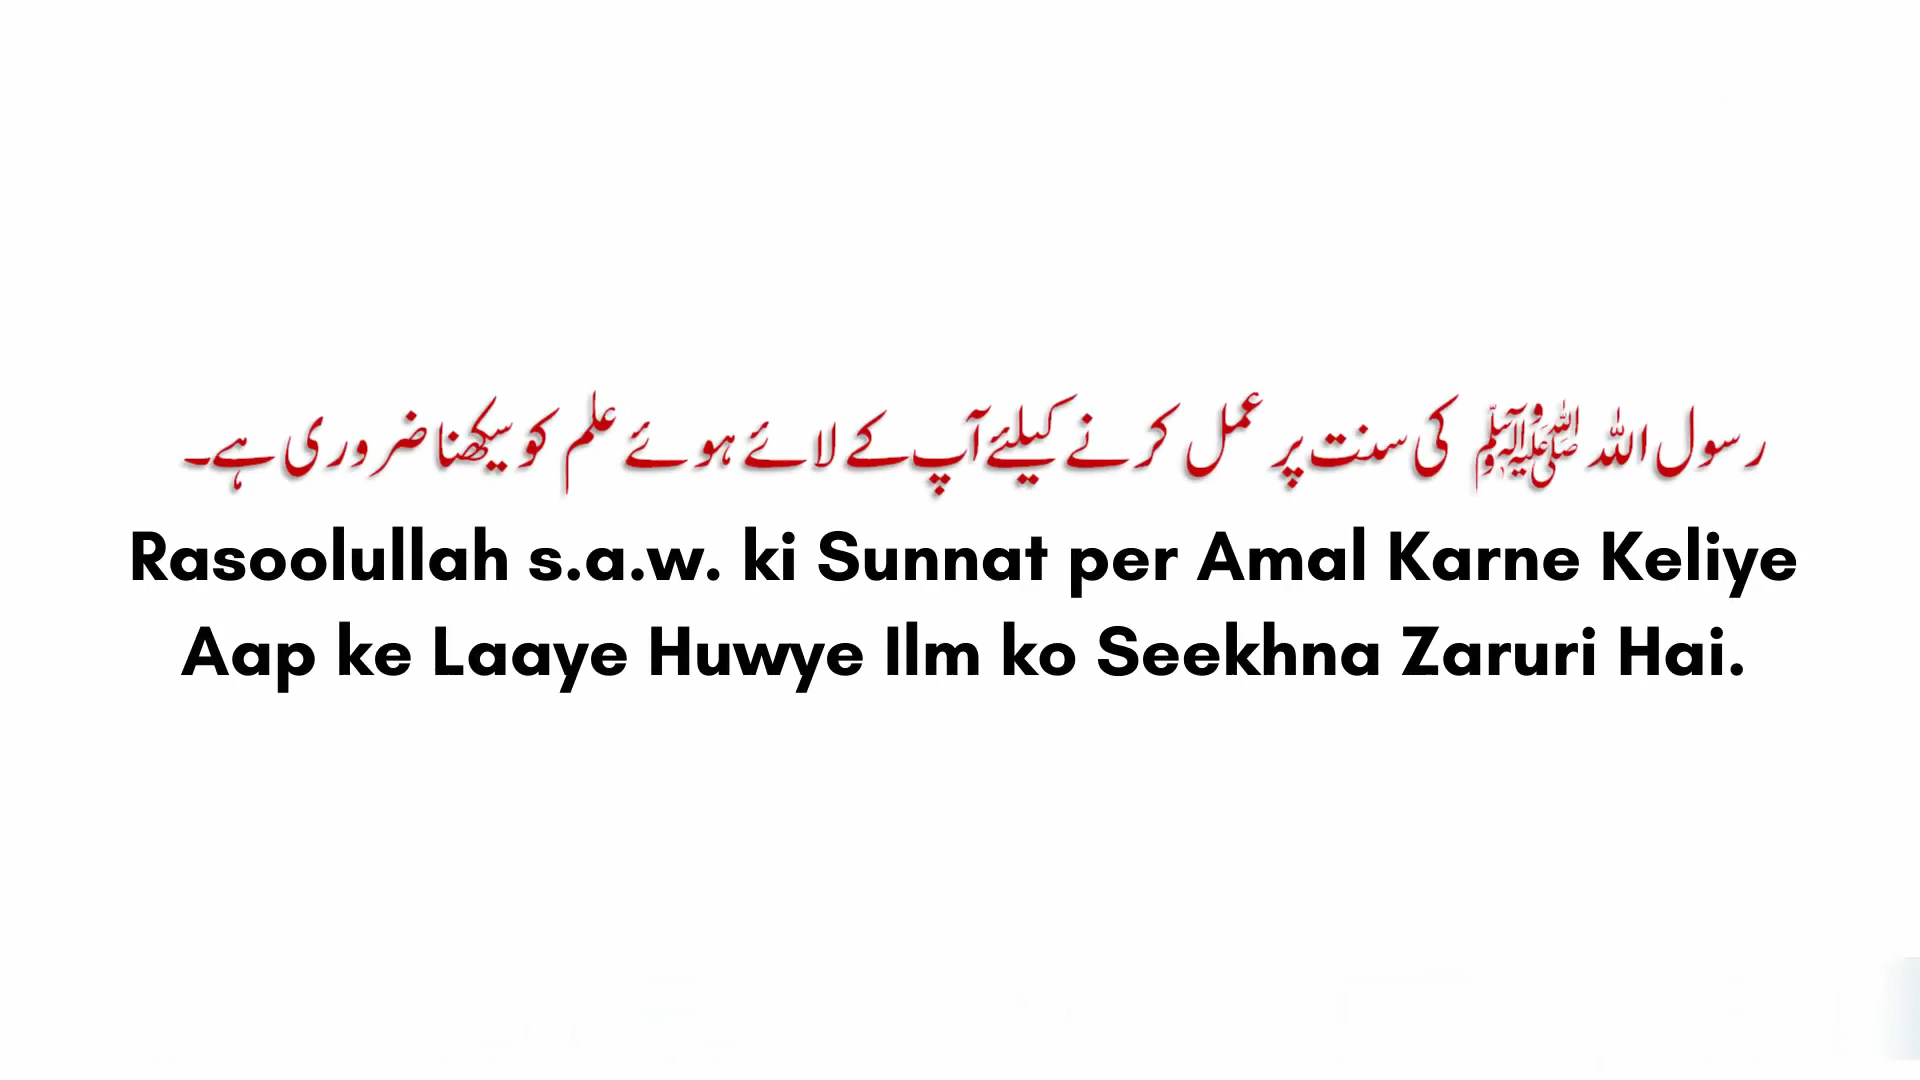 رسول اللہ ﷺ کی سنت پر عمل کرنے کیلئے آپ کے لائے ہوئے علم کو سیکھنا ضروری ہے۔
Rasoolullah s.a.w. ki Sunnat per Amal Karne Keliye
Aap ke Laaye Huwye Ilm ko Seekhna Zaruri Hai.